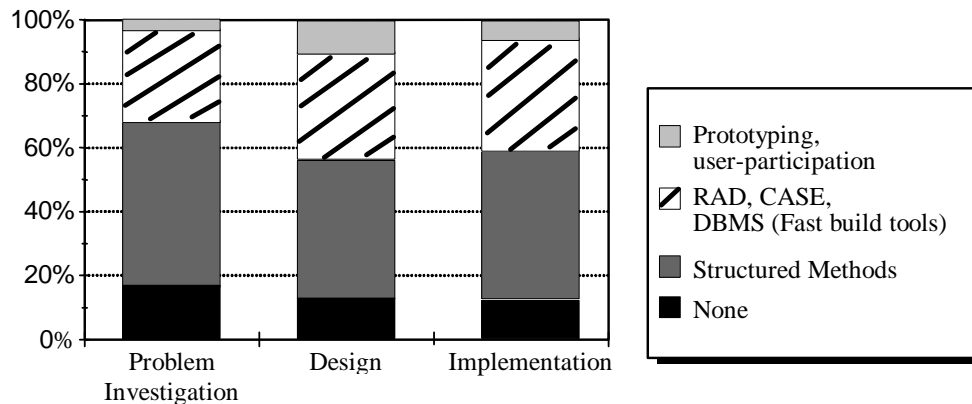 100%
80%
60%
40%
20%
0%
Problem
Investigation
Design
Implementation
Prototyping,
user-participation
RAD, CASE,
DBMS (Fast build tools)
Structured Methods
None